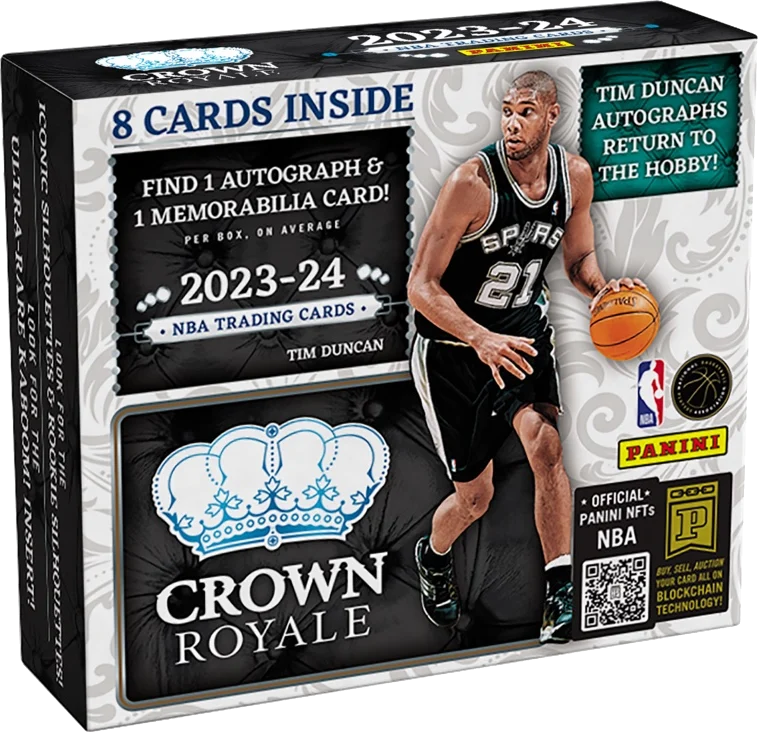 2023-24
NBA TRADING CARDS
PANINI
CROWN
ROYALE
8 CARDS INSIDE
FIND 1 AUTOGRAPH &
1 MEMORABILIA CARD!
PER BOX, ON AVERAGE
2023-24
• NBA TRADING CARDS •
TIM DUNCAN
TIM DUNCAN
AUTOGRAPHS
RETURN TO
THE HOBBY!
SPURS
21
SPALDING
NBA
PANINI
CROWN
ROYALE
★ OFFICIAL ★
PANINI NFTs
NBA
P
BUY, SELL, AUCTION
YOUR CARD ALL ON
BLOCKCHAIN
TECHNOLOGY!
LOOK FOR THE
ICONIC SILHOUETTES & ROOKIE SILHOUETTES!
LOOK FOR THE
ULTRA-RARE KABOOM! INSERT!